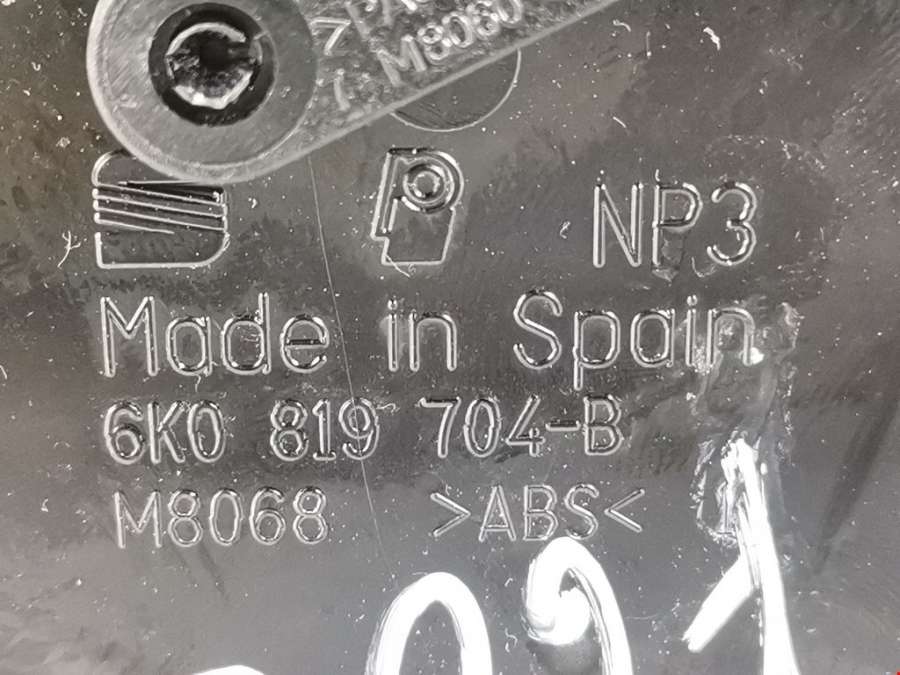 M8060
NP3
Made in Spain
6K0 819 704-B
M8068 >ABS<